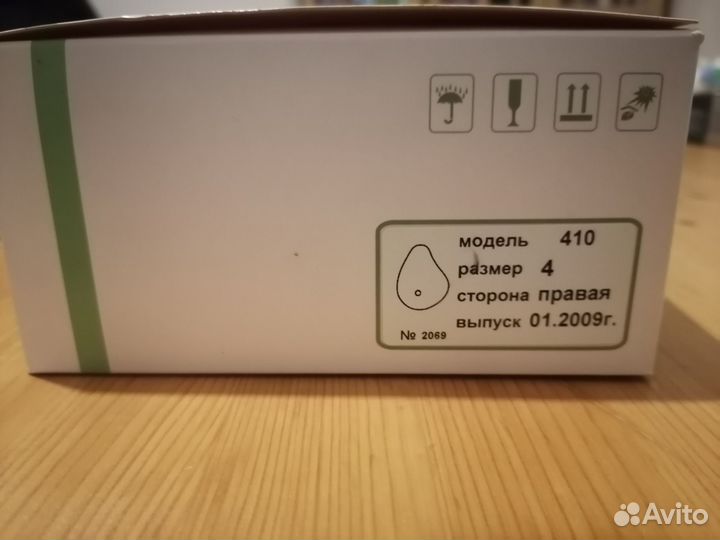 модель 410
размер 4
сторона правая
выпуск 01.2009г.
№ 2069
Avito